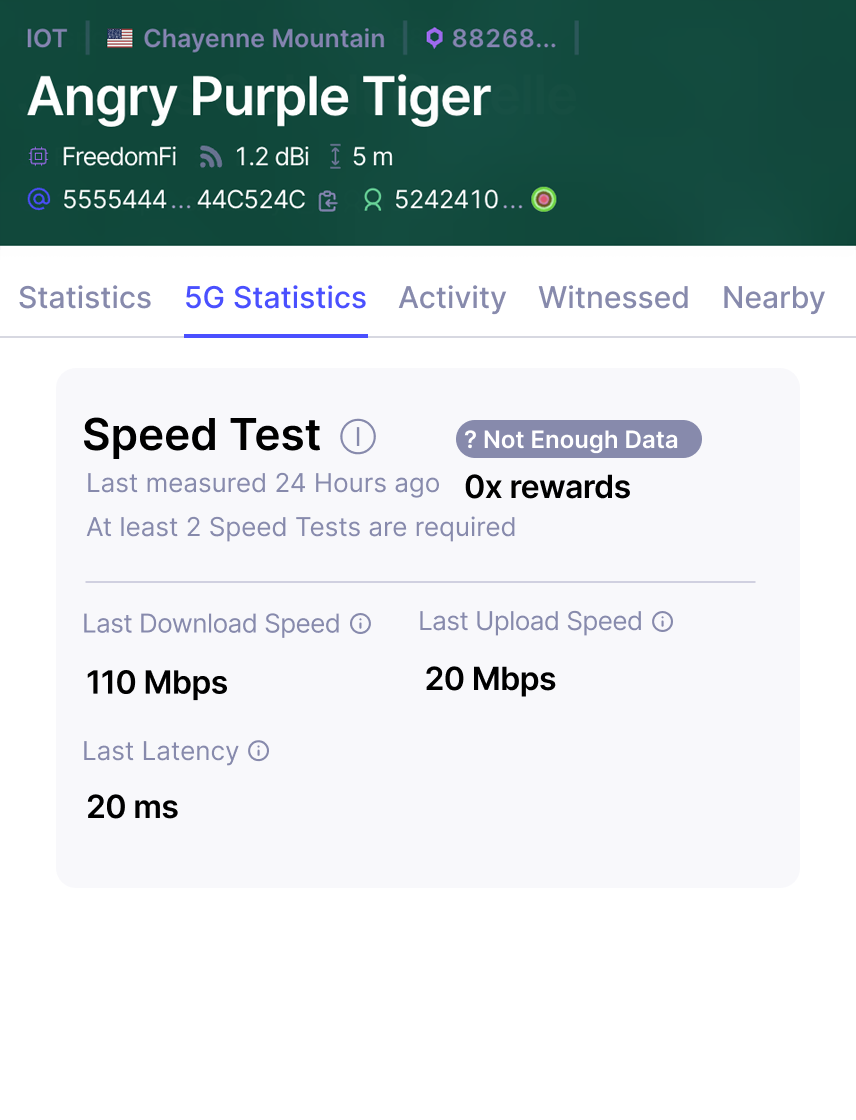 IOT | Chayenne Mountain | 88268... |
Angry Purple Tiger
FreedomFi 1.2 dBi 5 m
5555444...44C524C 5242410...
Statistics 5G Statistics Activity Witnessed Nearby
Speed Test ? Not Enough Data
Last measured 24 Hours ago 0x rewards
At least 2 Speed Tests are required
Last Download Speed Last Upload Speed
110 Mbps 20 Mbps
Last Latency
20 ms